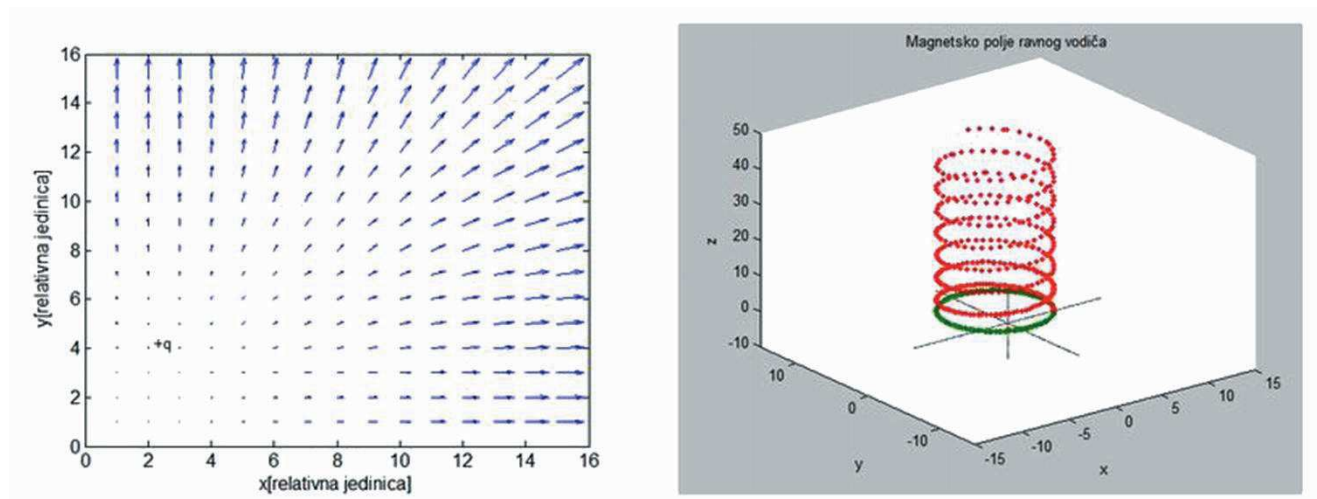 16
14
12
10
8
6
4
2
0
y[relativna jedinica]
+q
0 2 4 6 8 10 12 14 16
x[relativna jedinica]
Magnetsko polje ravnog vodiča
50
40
30
20
10
0
-10
z
10
0
-10
y
-15 -10 -5 0 5 10 15
x